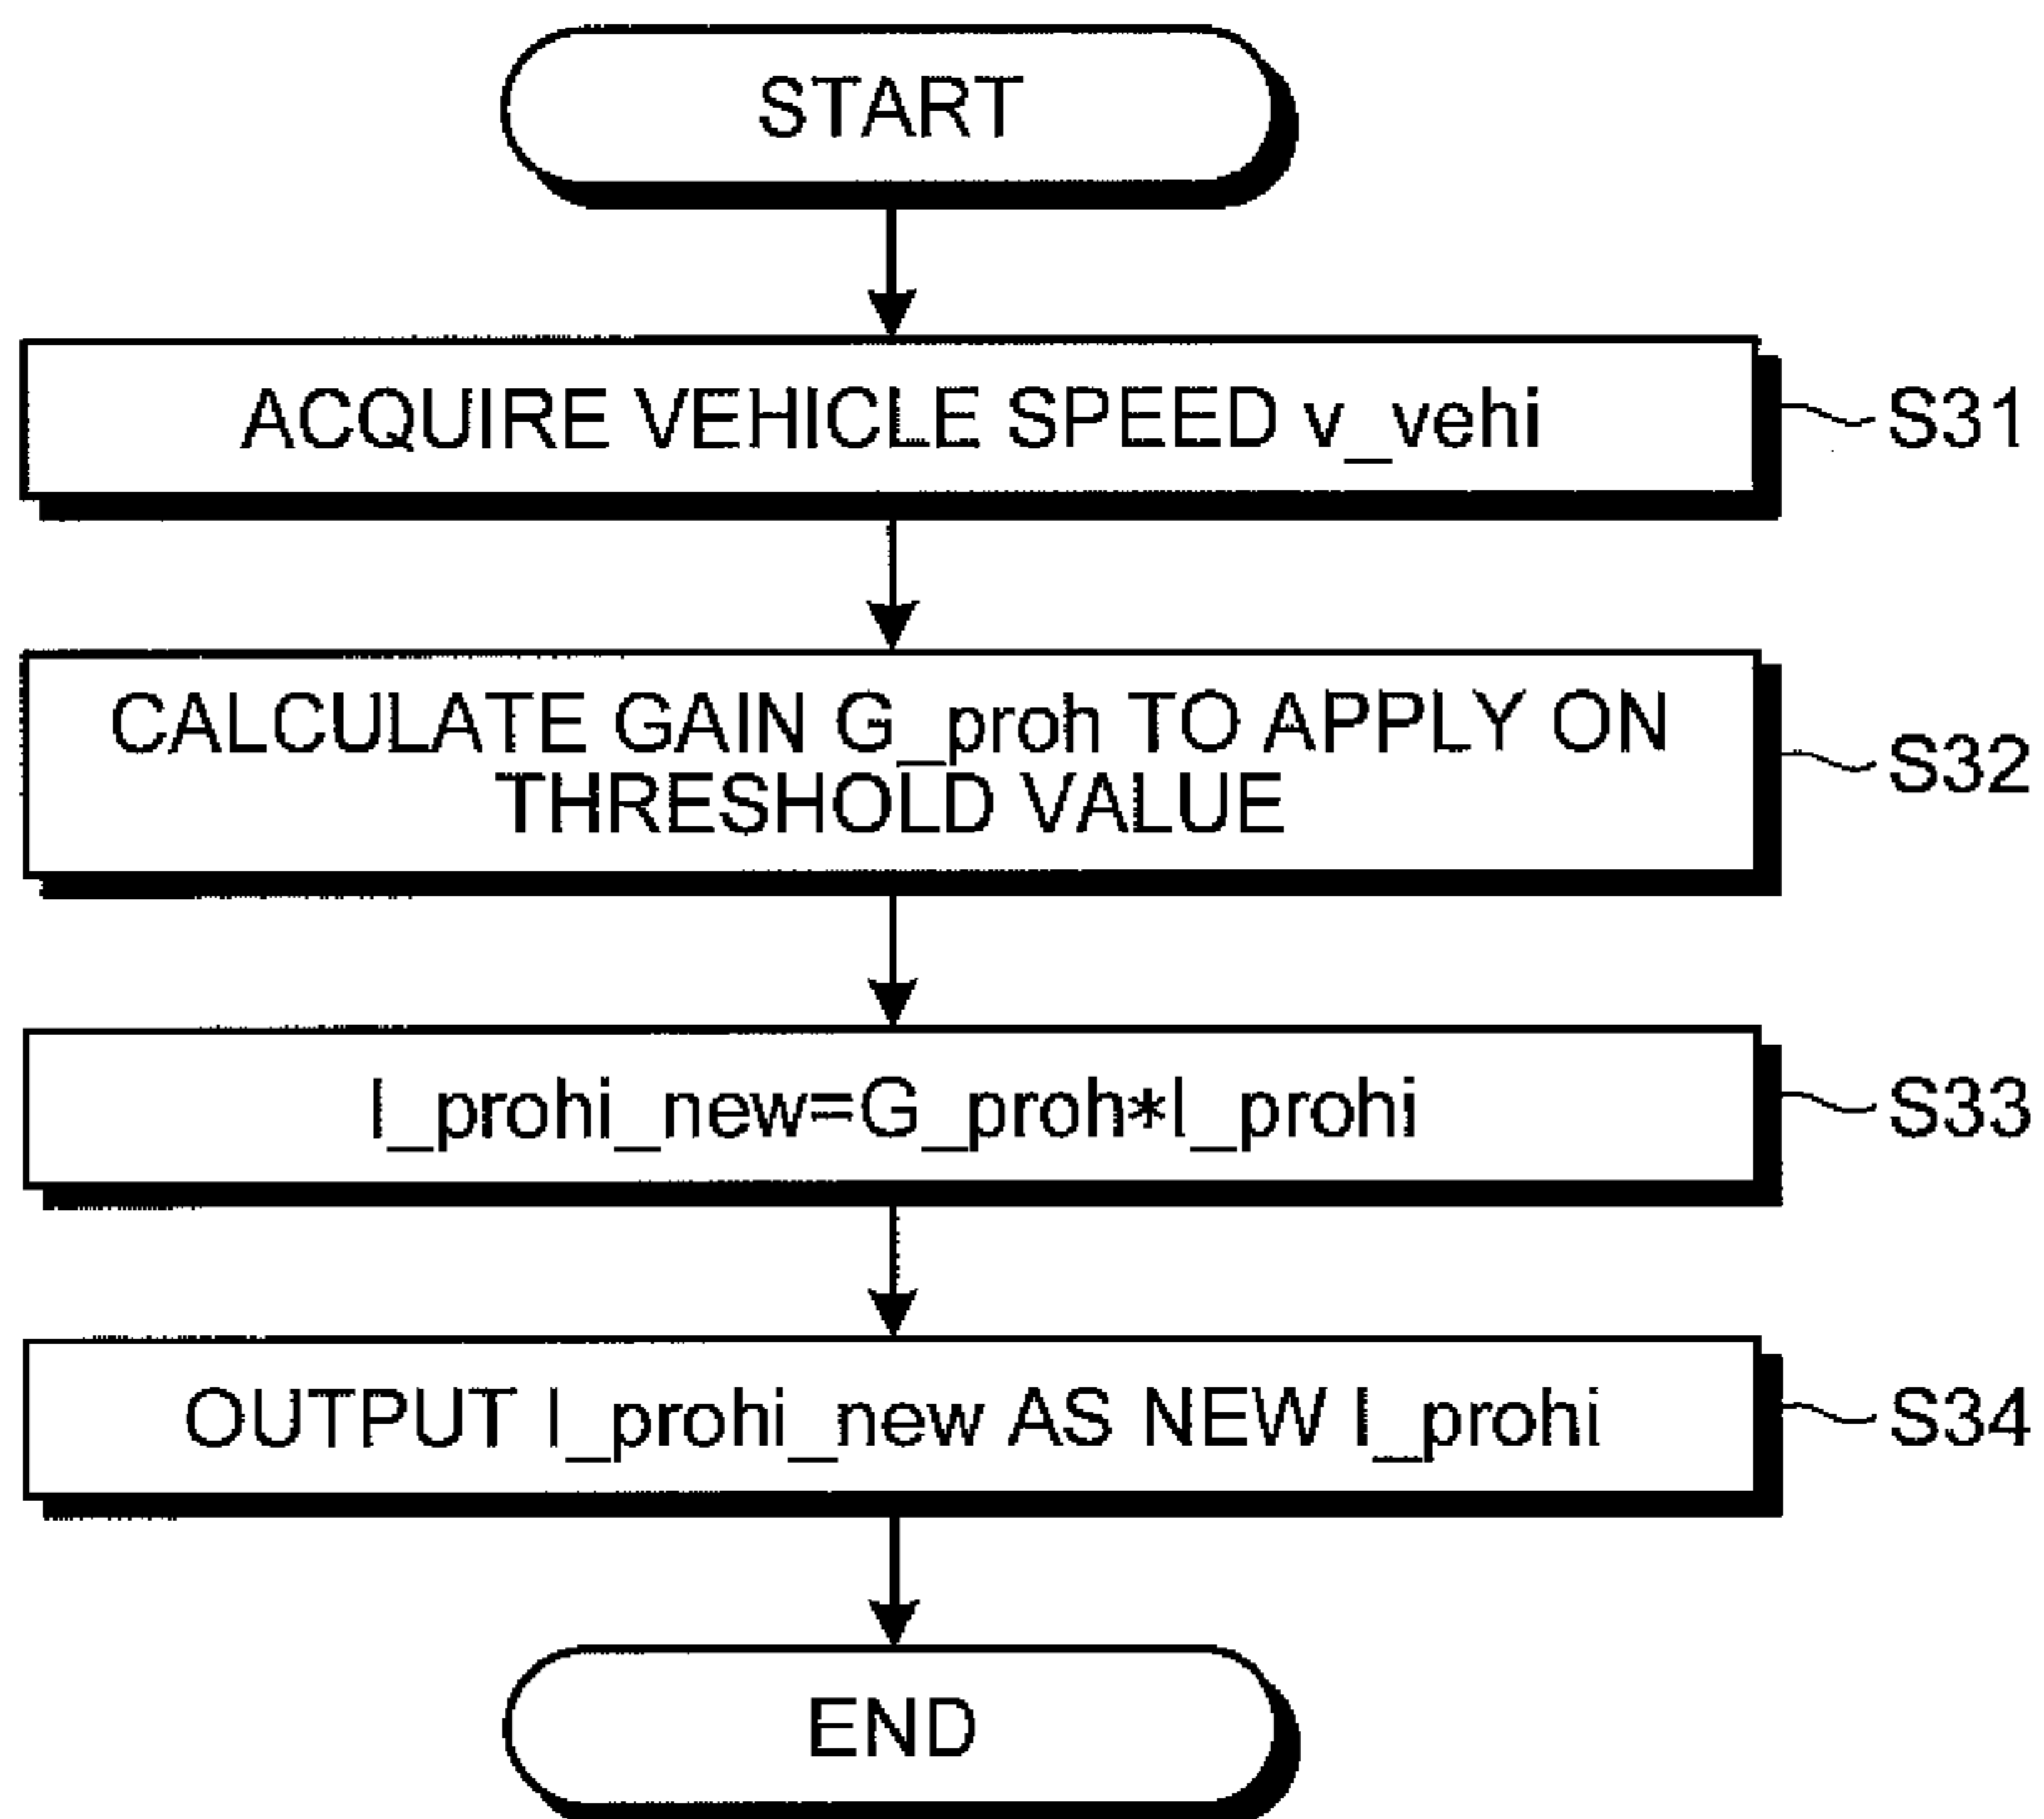 START
ACQUIRE VEHICLE SPEED v_vehi
S31
CALCULATE GAIN G_proh TO APPLY ON
THRESHOLD VALUE
S32
I_prohi_new=G_proh*I_prohi
S33
OUTPUT I_prohi_new AS NEW I_prohi
S34
END